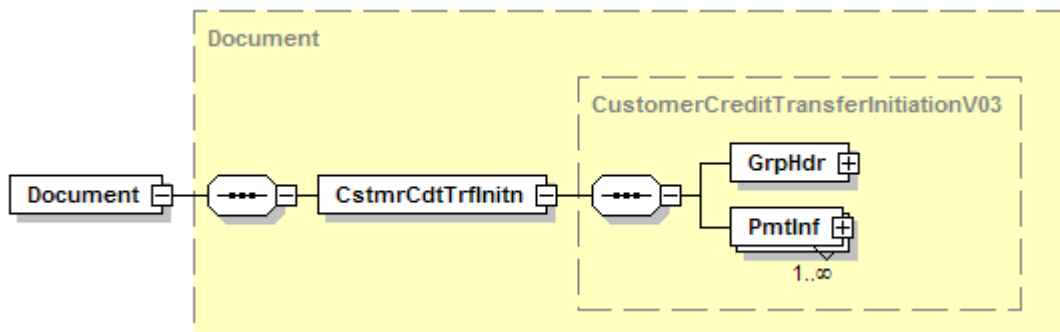 Document
CustomerCreditTransferInitiationV03
GrpHdr
Document
CstmrCdtTrfInitn
PmtInf
1..∞